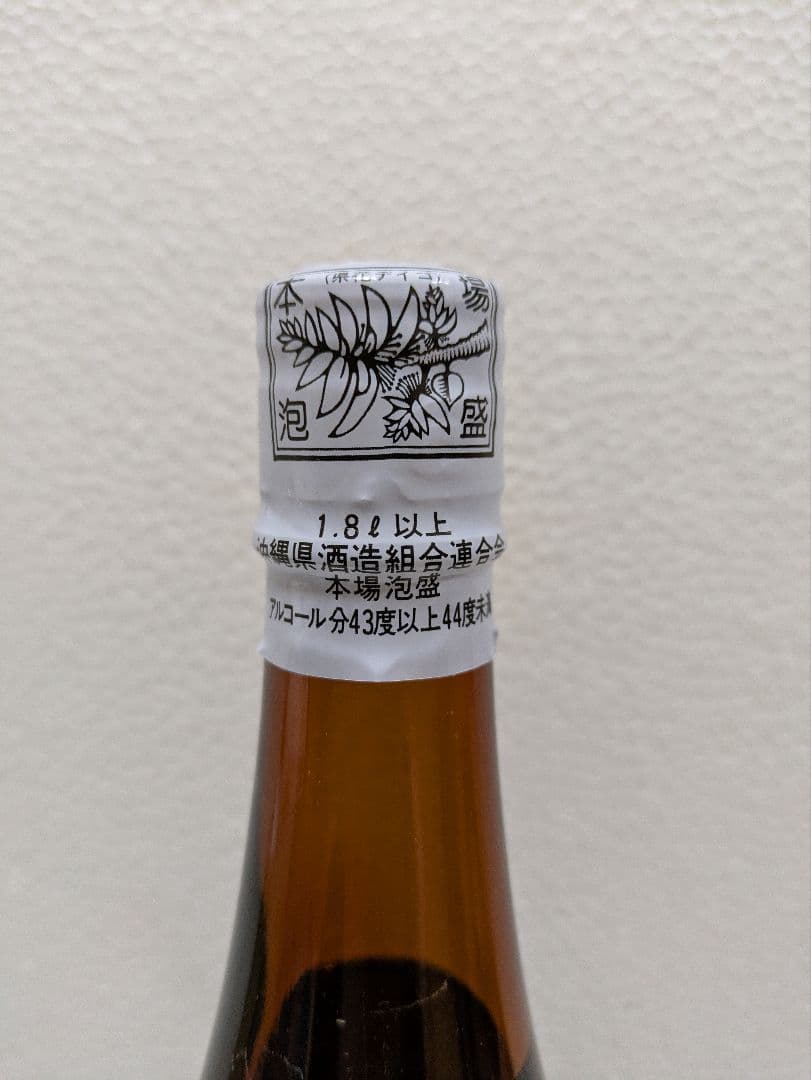 本 (県花デイゴ) 場
泡 盛
1.8ℓ以上
沖縄県酒造組合連合会
本場泡盛
アルコール分43度以上44度未満